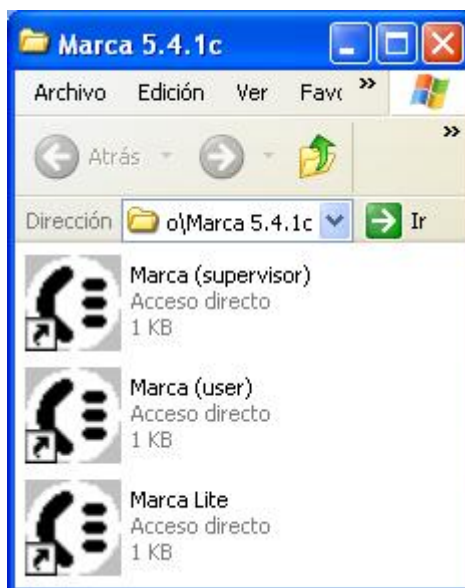 Marca 5.4.1c
Archivo Edición Ver Fav »
Atrás »
Dirección o\Marca 5.4.1c Ir
Marca (supervisor)
Acceso directo
1 KB
Marca (user)
Acceso directo
1 KB
Marca Lite
Acceso directo
1 KB